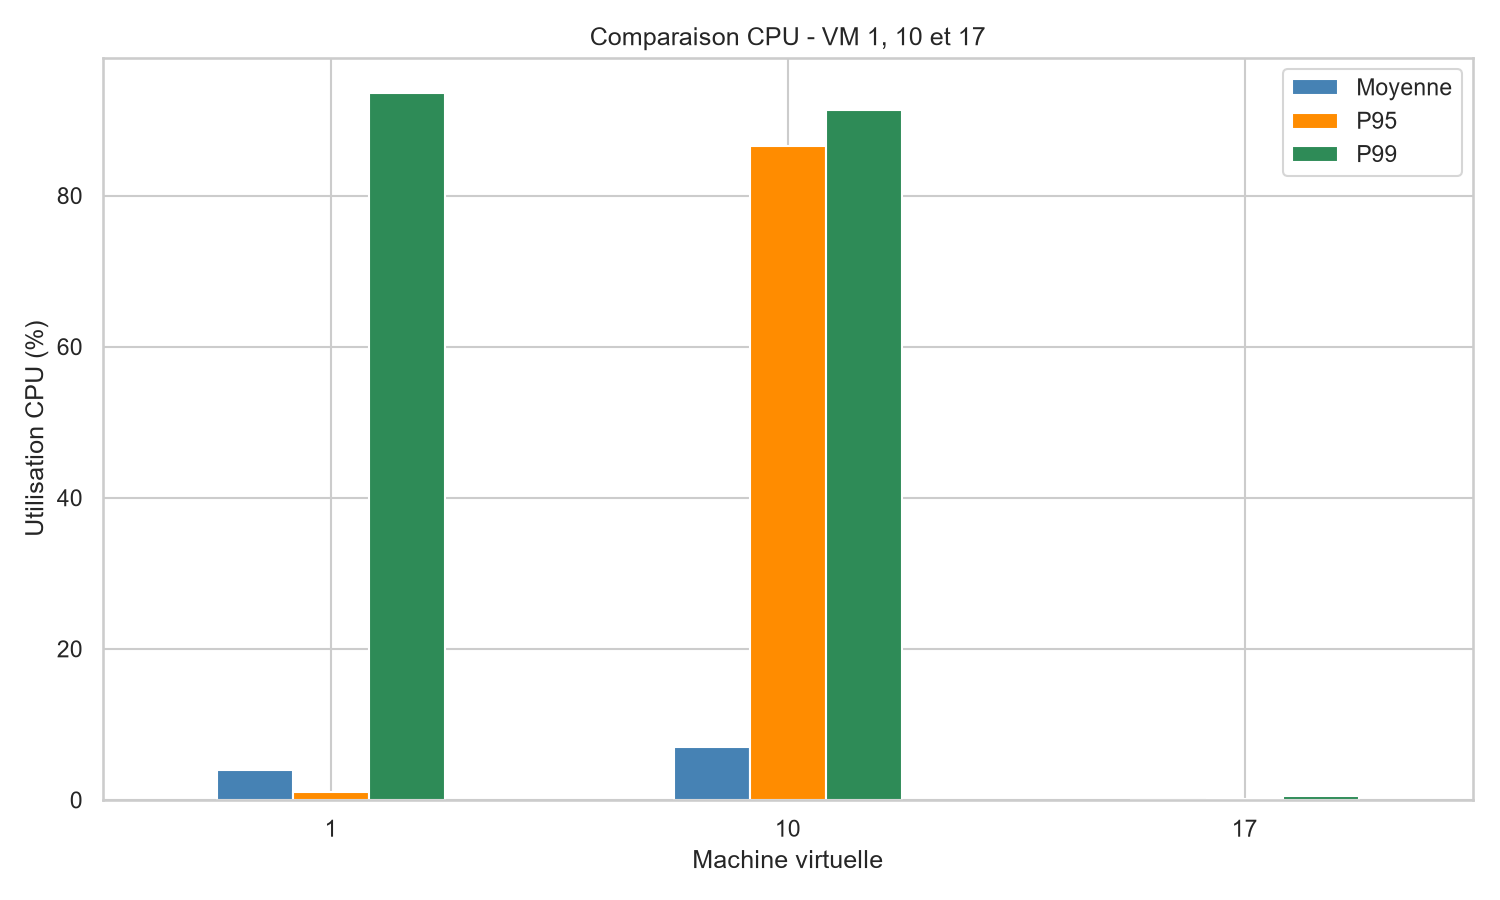 Comparaison CPU - VM 1, 10 et 17
Moyenne
P95
P99
Utilisation CPU (%)
80
60
40
20
0
1
10
17
Machine virtuelle